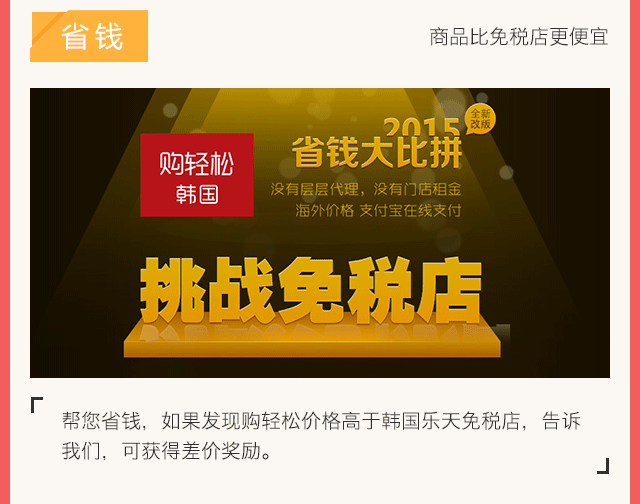 省钱
商品比免税店更便宜
2015
全新
改版
省钱大比拼
购轻松
韩国
没有层层代理，没有门店租金
海外价格 支付宝在线支付
挑战免税店
帮您省钱，如果发现购轻松价格高于韩国乐天免税店，告诉
我们，可获得差价奖励。